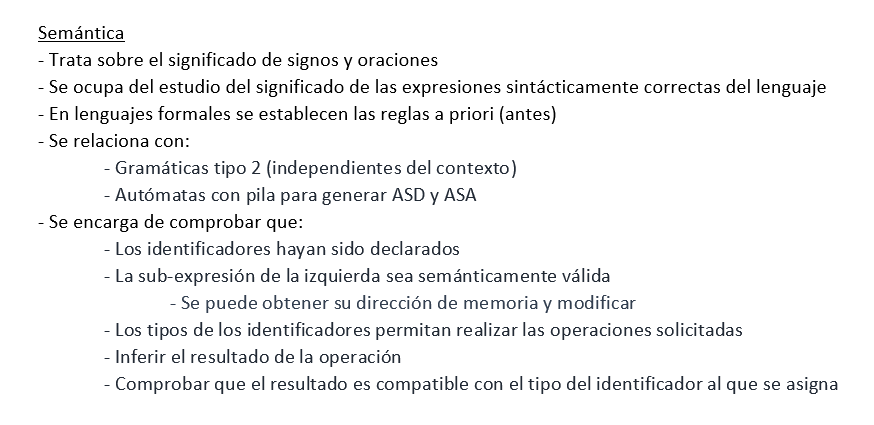 Semántica
- Trata sobre el significado de signos y oraciones
- Se ocupa del estudio del significado de las expresiones sintácticamente correctas del lenguaje
- En lenguajes formales se establecen las reglas a priori (antes)
- Se relaciona con:
- Gramáticas tipo 2 (independientes del contexto)
- Autómatas con pila para generar ASD y ASA
- Se encarga de comprobar que:
- Los identificadores hayan sido declarados
- La sub-expresión de la izquierda sea semánticamente válida
- Se puede obtener su dirección de memoria y modificar
- Los tipos de los identificadores permitan realizar las operaciones solicitadas
- Inferir el resultado de la operación
- Comprobar que el resultado es compatible con el tipo del identificador al que se asigna